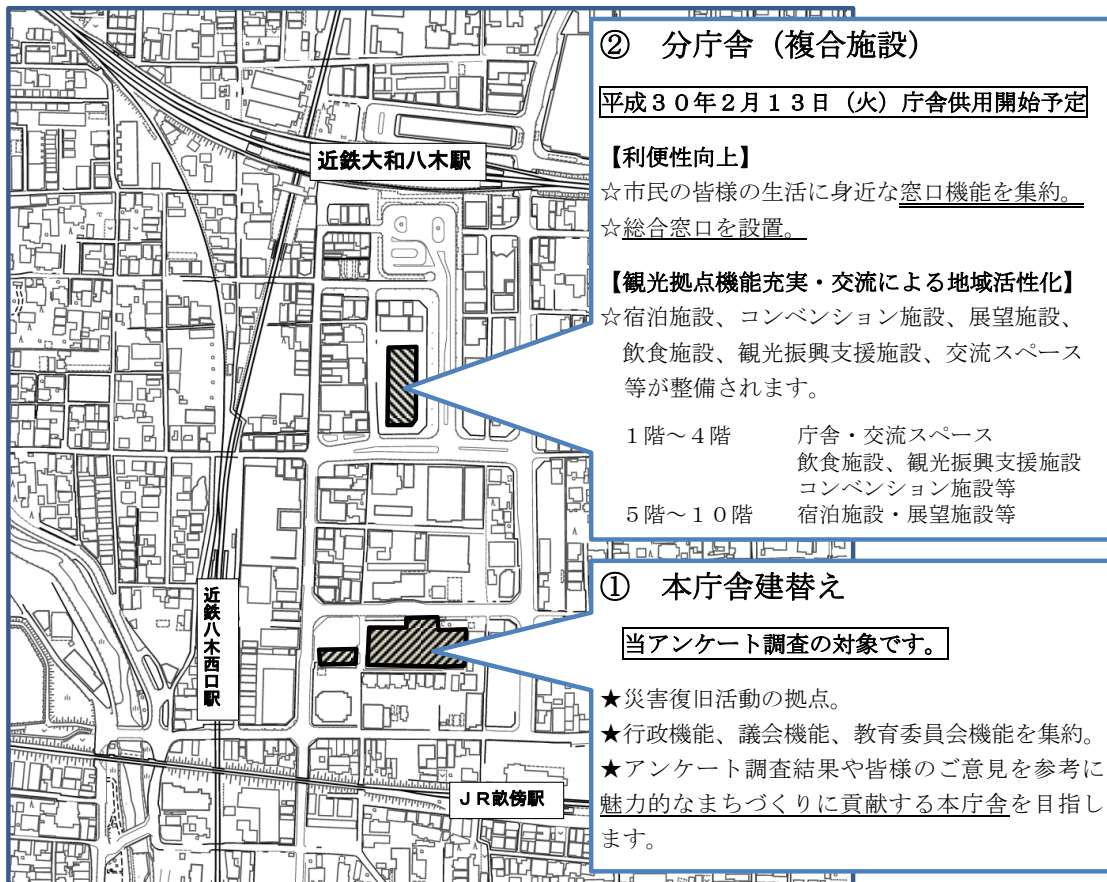 近鉄大和八木駅
近鉄八木西口駅
ＪＲ畝傍駅
②　分庁舎（複合施設）
平成３０年２月１３日（火）庁舎供用開始予定
【利便性向上】
☆市民の皆様の生活に身近な窓口機能を集約。
☆総合窓口を設置。
【観光拠点機能充実・交流による地域活性化】
☆宿泊施設、コンベンション施設、展望施設、
飲食施設、観光振興支援施設、交流スペース
等が整備されます。
１階～４階　　　庁舎・交流スペース
飲食施設、観光振興支援施設
コンベンション施設等
５階～１０階　　宿泊施設・展望施設等
①　本庁舎建替え
当アンケート調査の対象です。
★災害復旧活動の拠点。
★行政機能、議会機能、教育委員会機能を集約。
★アンケート調査結果や皆様のご意見を参考に
魅力的なまちづくりに貢献する本庁舎を目指し
ます。